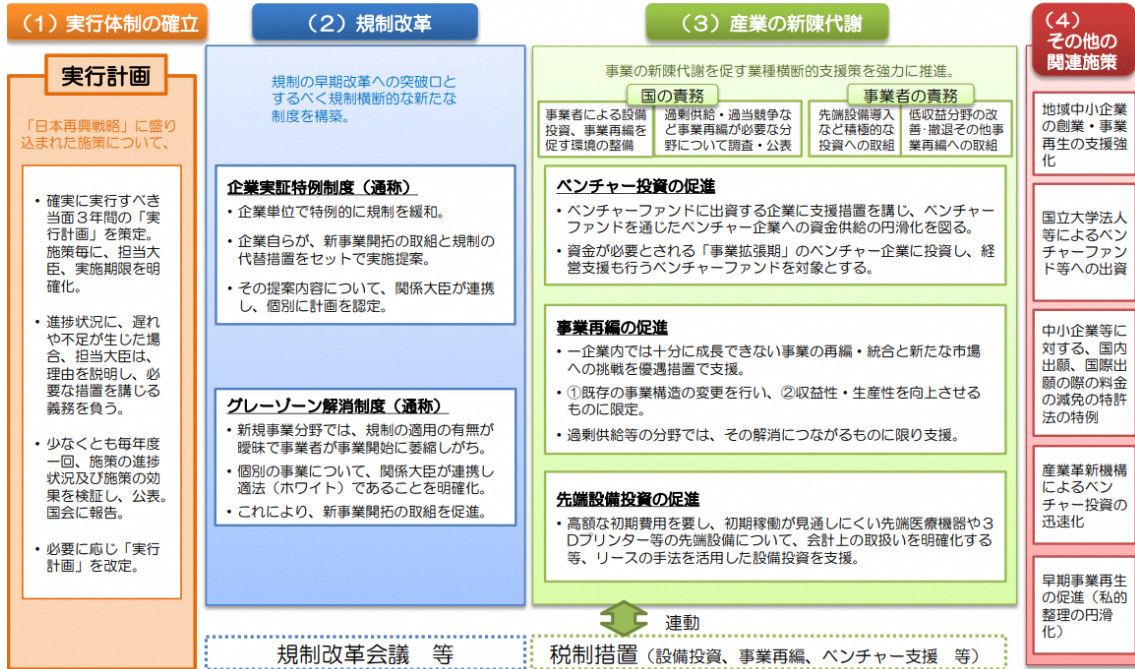 (1)実行体制の確立
実行計画
「日本再興戦略」に盛り
込まれた施策について、
・確実に実行すべき
当面3年間の「実
行計画」を策定。
施策毎に、担当大
臣、実施期限を明
確化。
・進捗状況に、遅れ
や不足が生じた場
合、担当大臣は、
理由を説明し、必
要な措置を講じる
義務を負う。
・少なくとも毎年度
一回、施策の進捗
状況及び施策の効
果を検証し、公表。
国会に報告。
・必要に応じ「実行
計画」を改定。
(2)規制改革
規制の早期改革への突破口と
するべく規制横断的な新たな
制度を構築。
企業実証特例制度(通称)
・企業単位で特例的に規制を緩和。
・企業自らが、新事業開拓の取組と規制の
代替措置をセットで実施提案。
・その提案内容について、関係大臣が連携
し、個別に計画を認定。
グレーゾーン解消制度(通称)
・新規事業分野では、規制の適用の有無が
曖昧で事業者が事業開始に萎縮しがち。
・個別の事業について、関係大臣が連携し
適法(ホワイト)であることを明確化。
・これにより、新事業開拓の取組を促進。
規制改革会議 等
(3)産業の新陳代謝
事業の新陳代謝を促す業種横断的支援策を強力に推進。
国の責務
事業者による設備
投資、事業再編を
促す環境の整備
過剰供給・過当競争な
ど事業再編が必要な分
野について調査・公表
事業者の責務
先端設備導入
など積極的な
投資への取組
低収益分野の改
善・撤退その他事
業再編への取組
ベンチャー投資の促進
・ベンチャーファンドに出資する企業に支援措置を講じ、ベンチャー
ファンドを通じたベンチャー企業への資金供給の円滑化を図る。
・資金が必要とされる「事業拡張期」のベンチャー企業に投資し、経
営支援も行うベンチャーファンドを対象とする。
事業再編の促進
・一企業内では十分に成長できない事業の再編・統合と新たな市場
への挑戦を優遇措置で支援。
・①既存の事業構造の変更を行い、②収益性・生産性を向上させる
ものに限定。
・過剰供給等の分野では、その解消につながるものに限り支援。
先端設備投資の促進
・高額な初期費用を要し、初期稼働が見通しにくい先端医療機器や3
Dプリンター等の先端設備について、会計上の取扱いを明確化する
等、リースの手法を活用した設備投資を支援。
連動
税制措置(設備投資、事業再編、ベンチャー支援 等)
(4)
その他の
関連施策
地域中小企業
の創業・事業
再生の支援強
化
国立大学法人
等によるベン
チャーファン
ド等への出資
中小企業等に
対する、国内
出願、国際出
願の際の料金
の減免の特許
法の特例
産業革新機構
によるベン
チャー投資の
迅速化
早期事業再生
の促進(私的
整理の円滑
化)